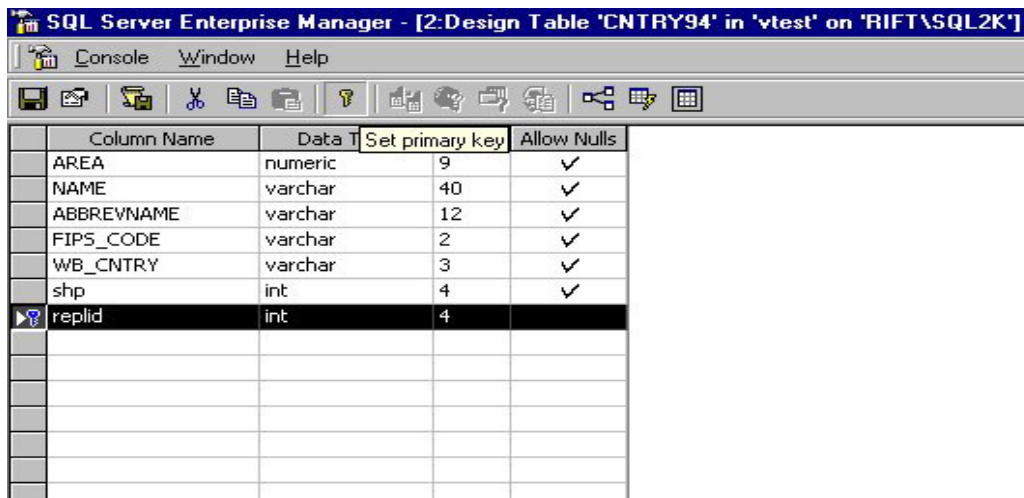 SQL Server Enterprise Manager - [2:Design Table 'CNTRY94' in 'vtest' on 'RIFT\SQL2K']
Console Window Help
Column Name Data T Set primary key Allow Nulls
AREA numeric 9
NAME varchar 40
ABBREVNAME varchar 12
FIPS_CODE varchar 2
WB_CNTRY varchar 3
shp int 4
replid int 4